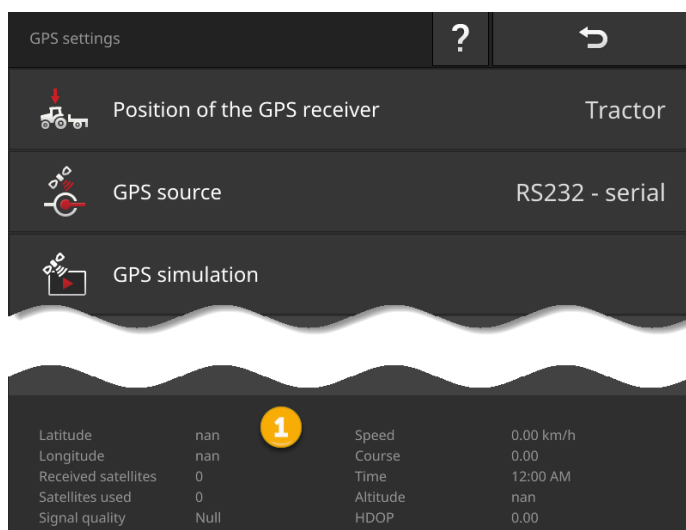 GPS settings ?
Position of the GPS receiver Tractor
GPS source RS232 - serial
GPS simulation
1
Latitude nan Speed 0.00 km/h
Longitude nan Course 0.00
Received satellites 0 Time 12:00 AM
Satellites used 0 Altitude nan
Signal quality Null HDOP 0.00